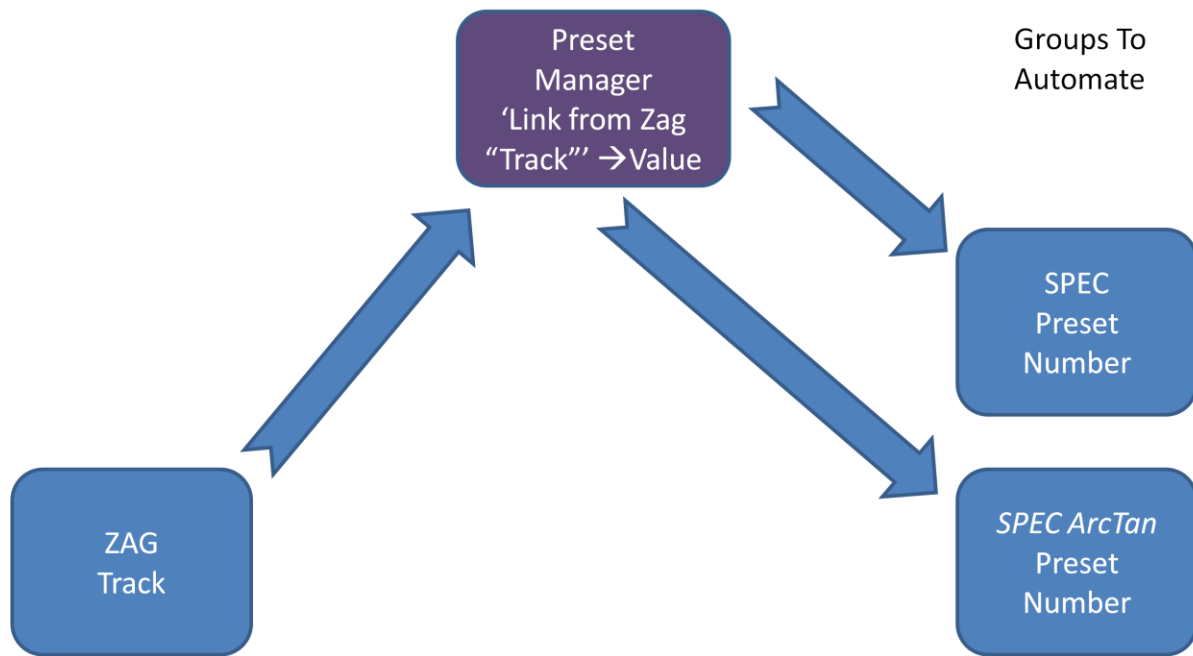 Preset
Manager
‘Link from Zag
“Track”’ →Value
Groups To
Automate
SPEC
Preset
Number
ZAG
Track
SPEC ArcTan
Preset
Number